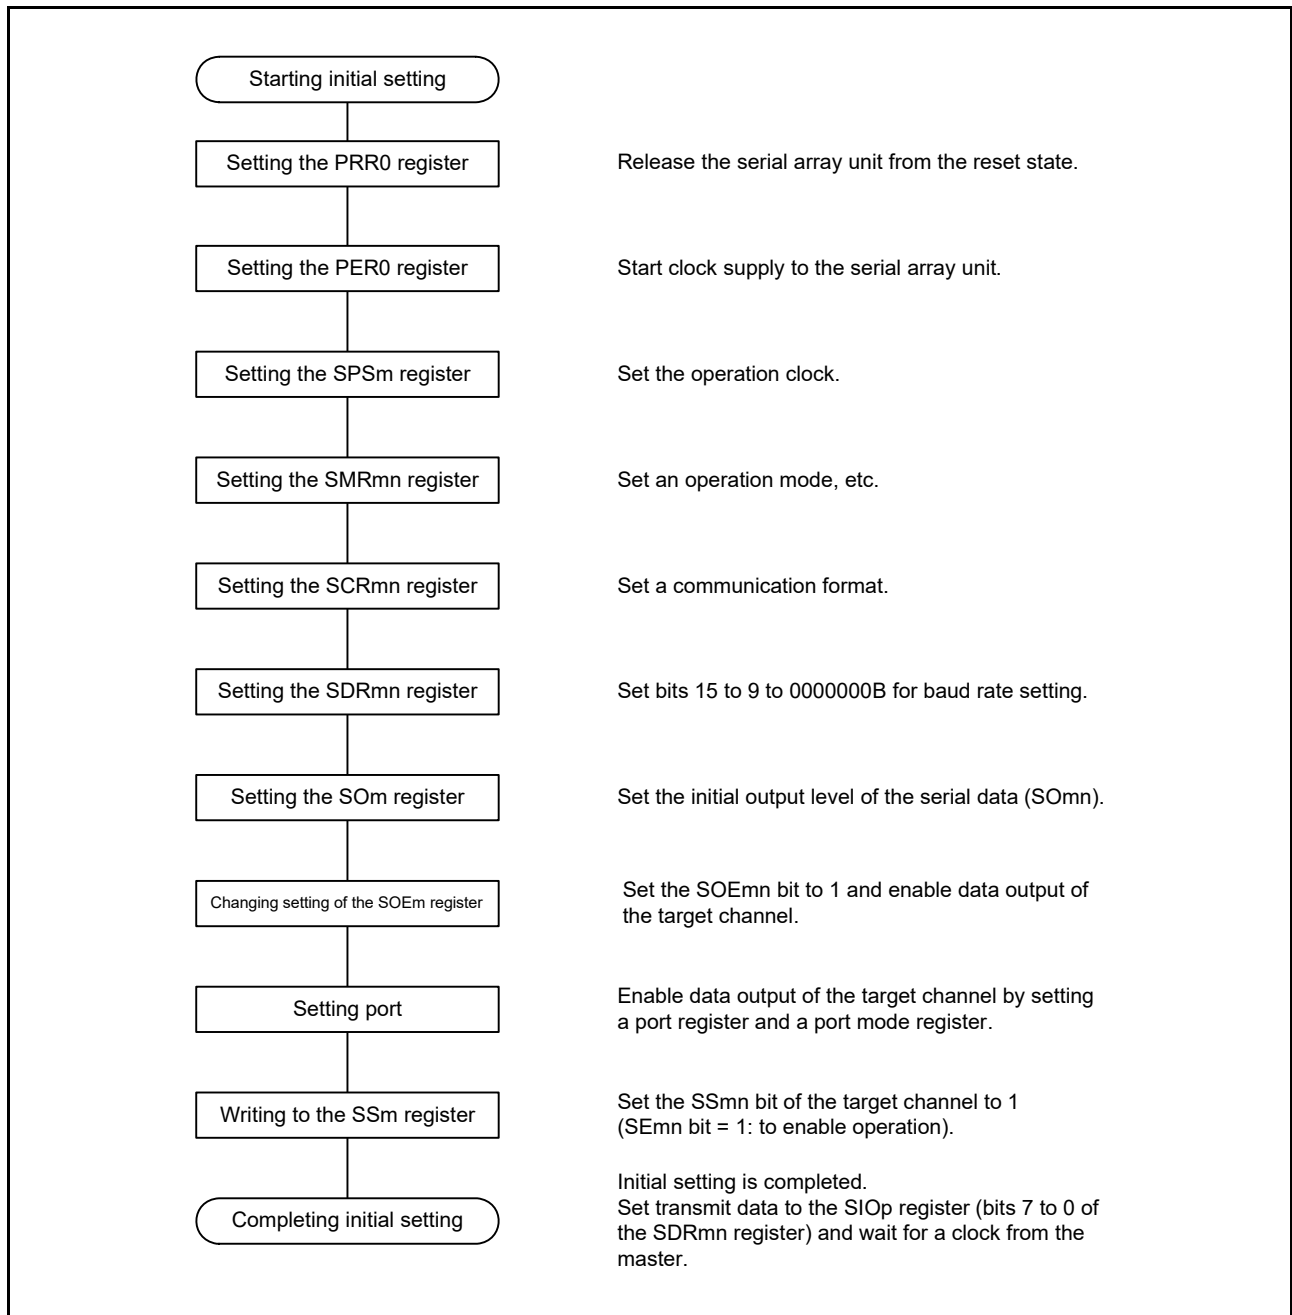 Starting initial setting
Setting the PRR0 register
Release the serial array unit from the reset state.
Setting the PER0 register
Start clock supply to the serial array unit.
Setting the SPSm register
Set the operation clock.
Setting the SMRmn register
Set an operation mode, etc.
Setting the SCRmn register
Set a communication format.
Setting the SDRmn register
Set bits 15 to 9 to 0000000B for baud rate setting.
Setting the SOm register
Set the initial output level of the serial data (SOmn).
Changing setting of the SOEm register
Set the SOEmn bit to 1 and enable data output of
the target channel.
Setting port
Enable data output of the target channel by setting
a port register and a port mode register.
Writing to the SSm register
Set the SSmn bit of the target channel to 1
(SEmn bit = 1: to enable operation).
Completing initial setting
Initial setting is completed.
Set transmit data to the SIOp register (bits 7 to 0 of
the SDRmn register) and wait for a clock from the
master.